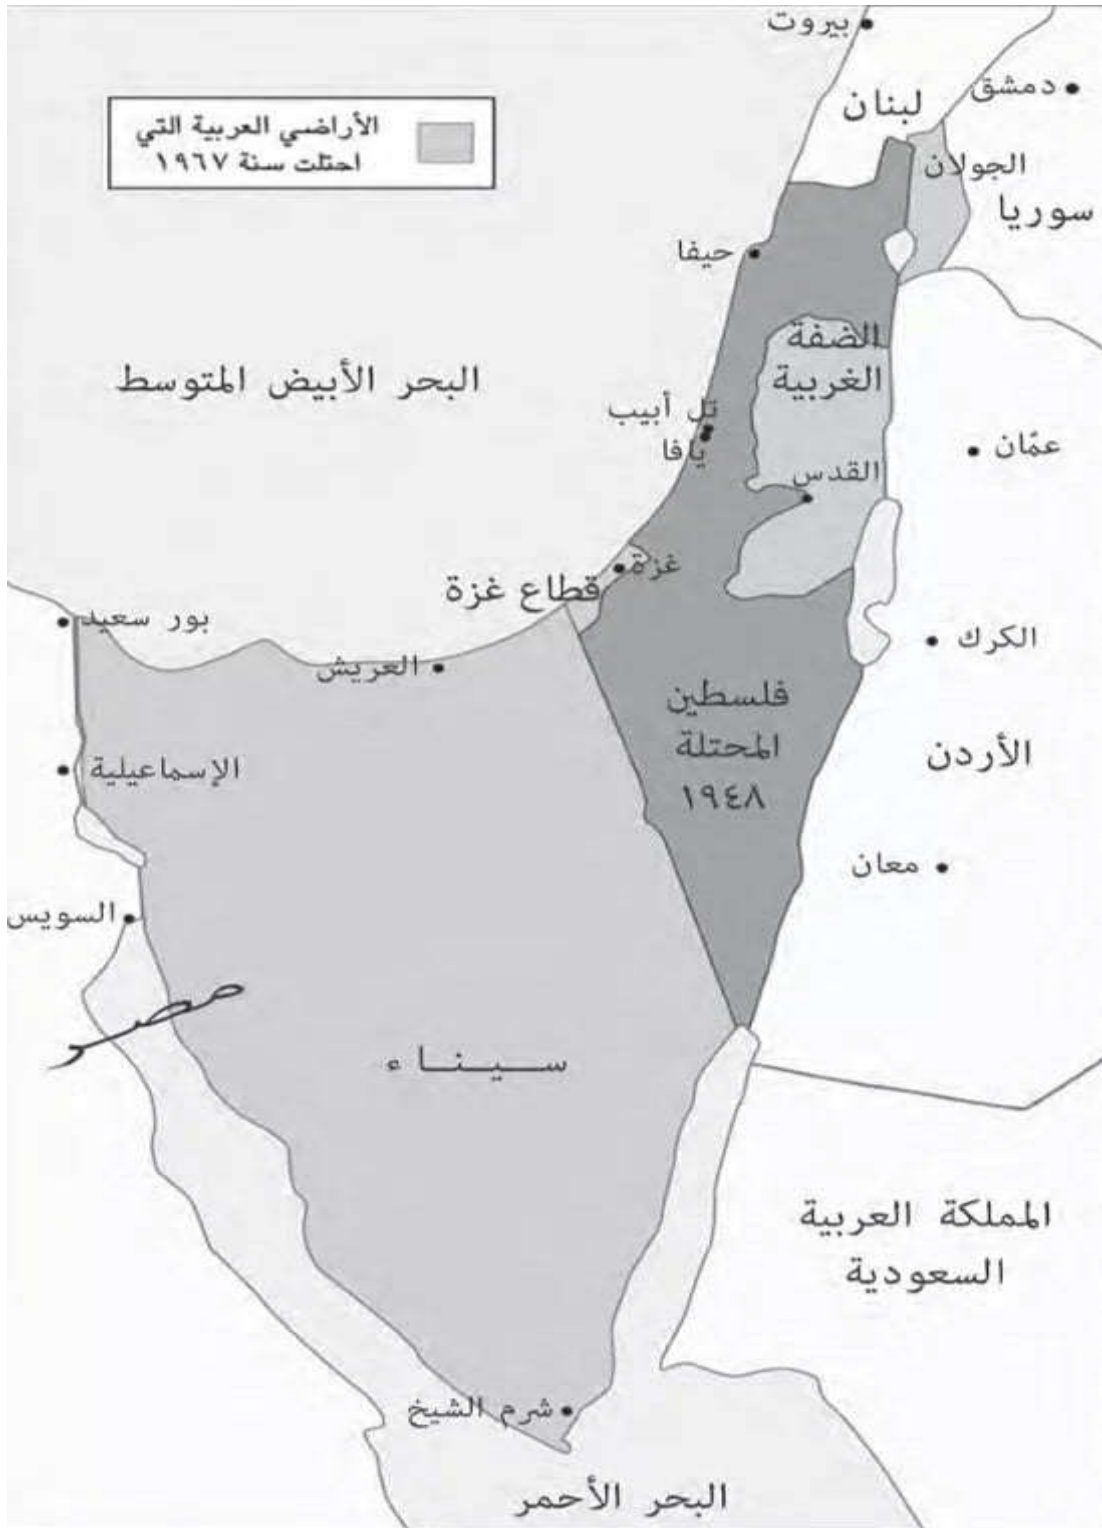 بيروت
دمشق
لبنان
الأراضي العربية التي
احتلت سنة ١٩٦٧
الجولان
سوريا
حيفا
الضفة
الغربية
البحر الأبيض المتوسط
تل أبيب
يافا
عمّان
القدس
غزة
قطاع غزة
بور سعيد
الكرك
العريش
فلسطين
المحتلة
١٩٤٨
الأردن
الإسماعيلية
معان
السويس
مصر
سيناء
المملكة العربية
السعودية
شرم الشيخ
البحر الأحمر